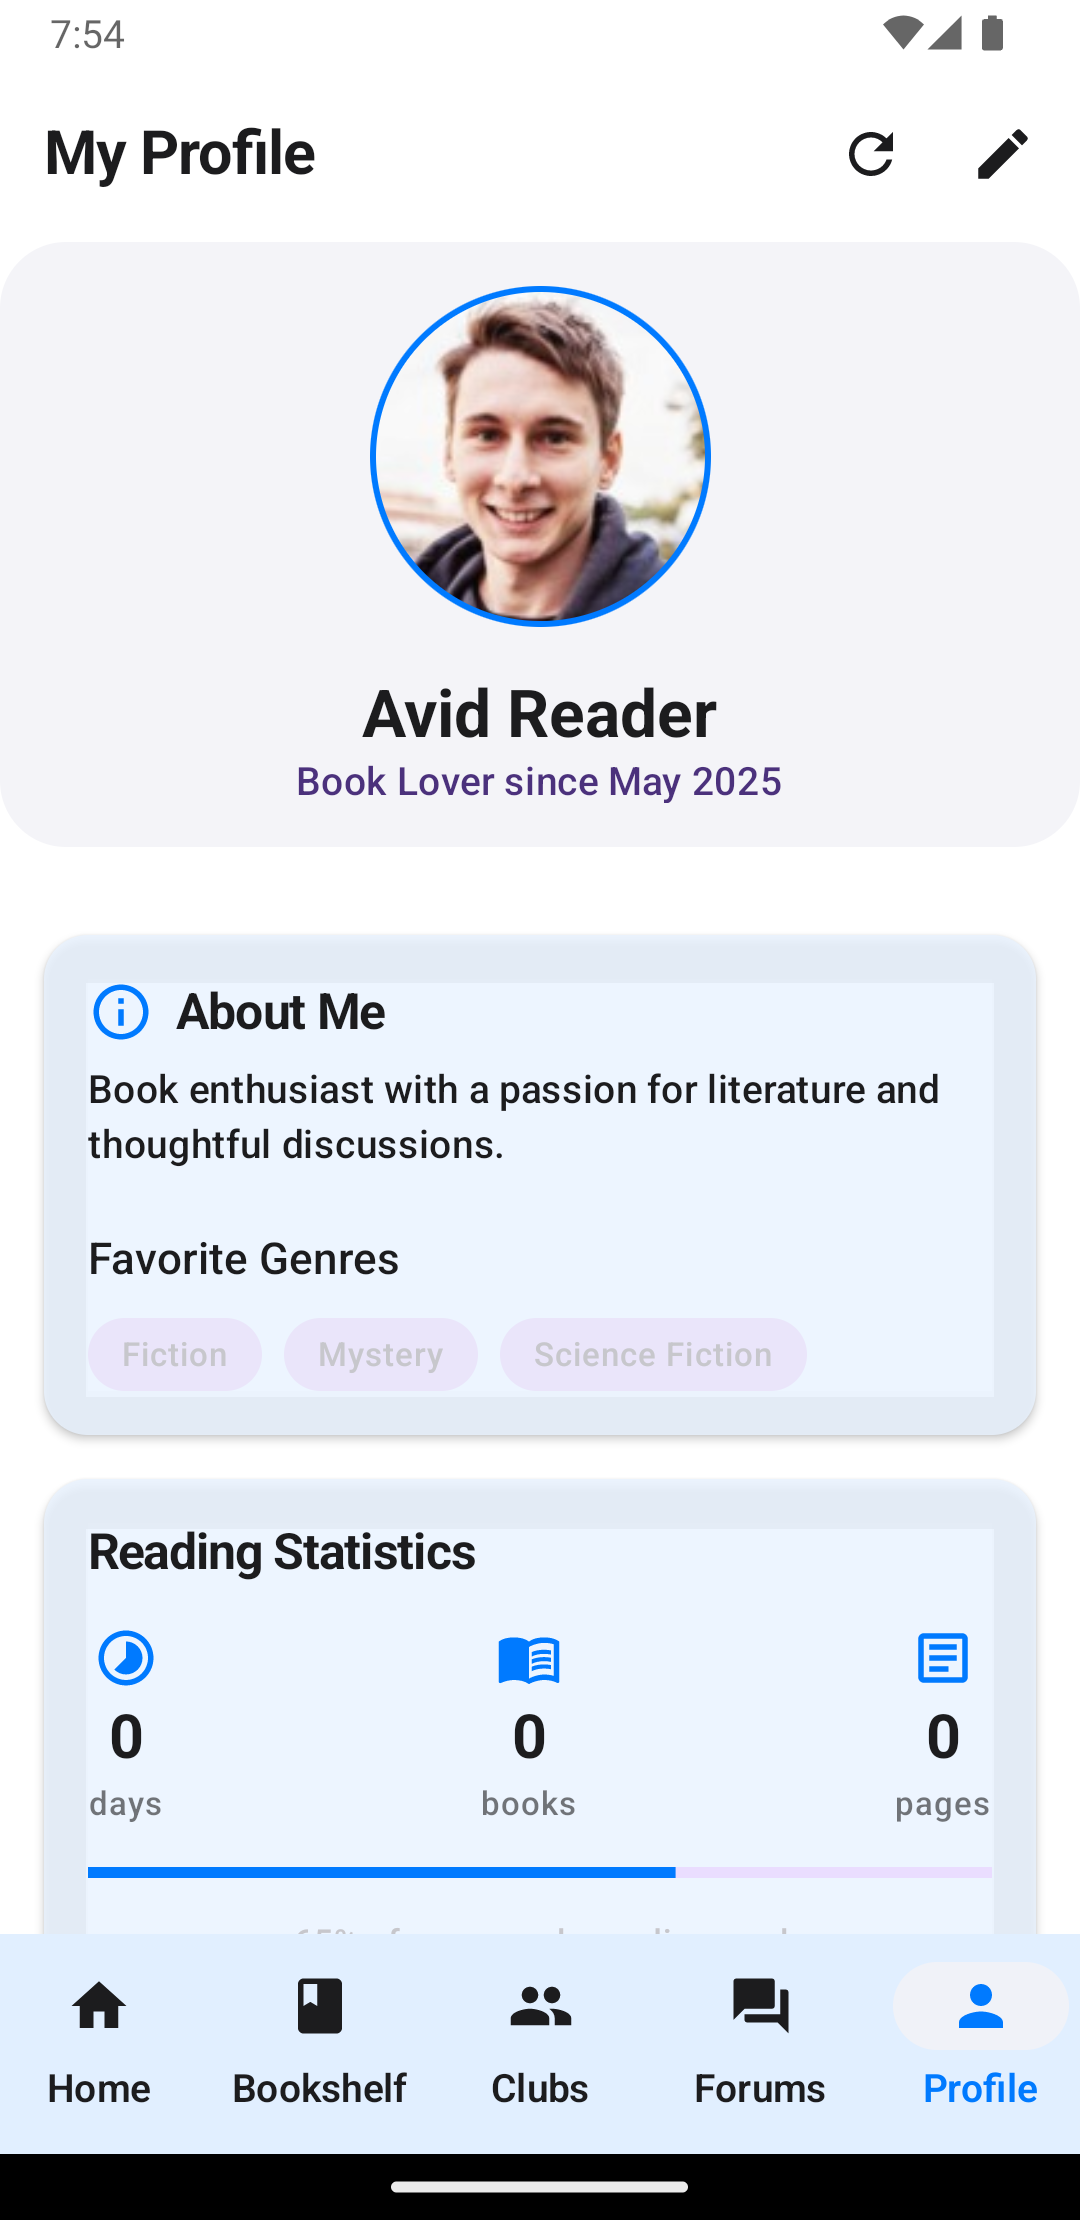 7:54
My Profile
Avid Reader
Book Lover since May 2025
About Me
Book enthusiast with a passion for literature and
thoughtful discussions.
Favorite Genres
Fiction Mystery Science Fiction
Reading Statistics
0 0 0
days books pages
Home Bookshelf Clubs Forums Profile